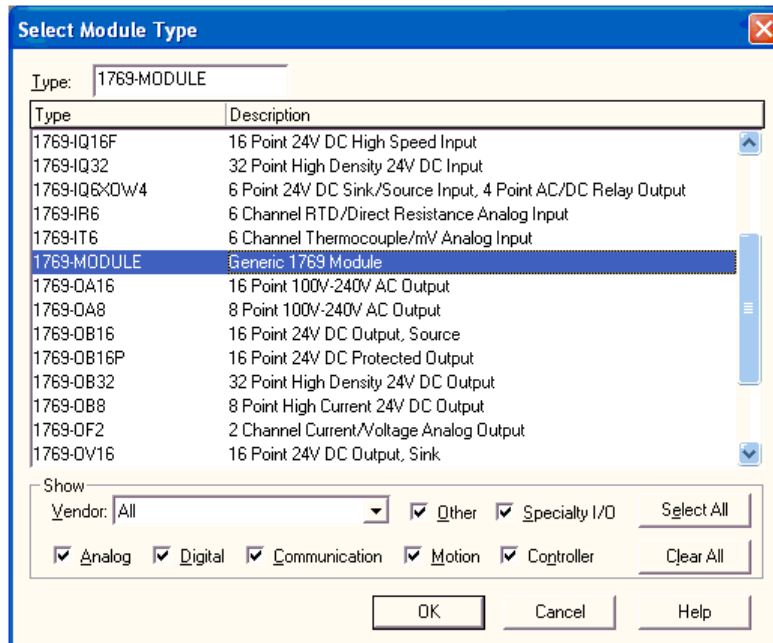 Select Module Type
Type: 1769-MODULE
Type Description
1769-IQ16F 16 Point 24V DC High Speed Input
1769-IQ32 32 Point High Density 24V DC Input
1769-IQ6XOW4 6 Point 24V DC Sink/Source Input, 4 Point AC/DC Relay Output
1769-IR6 6 Channel RTD/Direct Resistance Analog Input
1769-IT6 6 Channel Thermocouple/mV Analog Input
1769-MODULE Generic 1769 Module
1769-OA16 16 Point 100V-240V AC Output
1769-OA8 8 Point 100V-240V AC Output
1769-OB16 16 Point 24V DC Output, Source
1769-OB16P 16 Point 24V DC Protected Output
1769-OB32 32 Point High Density 24V DC Output
1769-OB8 8 Point High Current 24V DC Output
1769-OF2 2 Channel Current/Voltage Analog Output
1769-OV16 16 Point 24V DC Output, Sink
Show
Vendor: All Other Specialty I/O Select All
Analog Digital Communication Motion Controller Clear All
OK Cancel Help